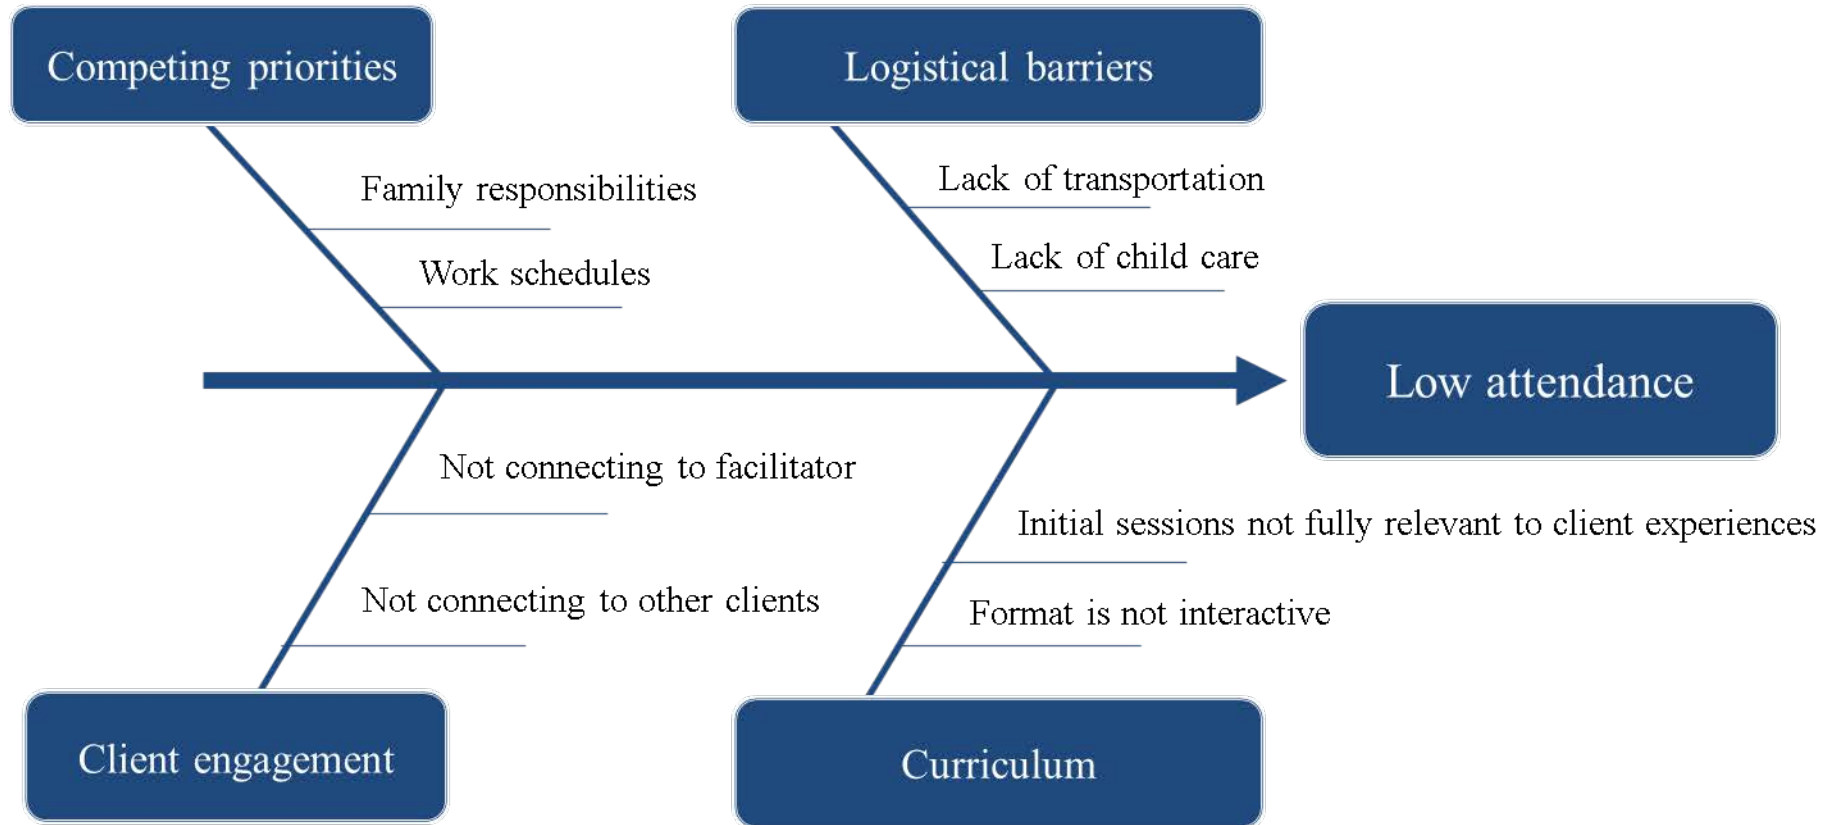 Competing priorities
Logistical barriers
Family responsibilities
Work schedules
Lack of transportation
Lack of child care
Low attendance
Not connecting to facilitator
Not connecting to other clients
Initial sessions not fully relevant to client experiences
Format is not interactive
Client engagement
Curriculum